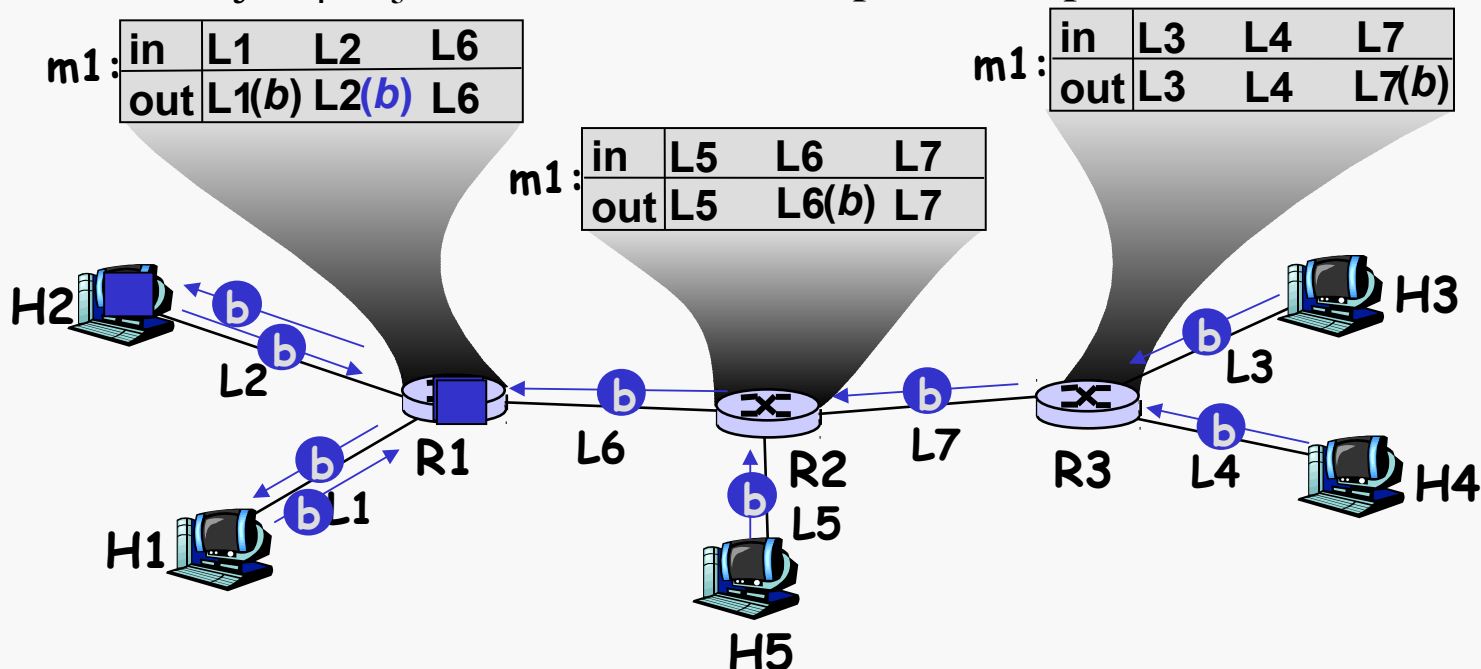 m1: in L1 L2 L6
out L1(b) L2(b) L6
m1: in L3 L4 L7
out L3 L4 L7(b)
m1: in L5 L6 L7
out L5 L6(b) L7
H2
b
b
L2
R1
b
b
L1
H1
b
L6
R2
b
L5
H5
b
L7
R3
b
L3
H3
b
L4
H4